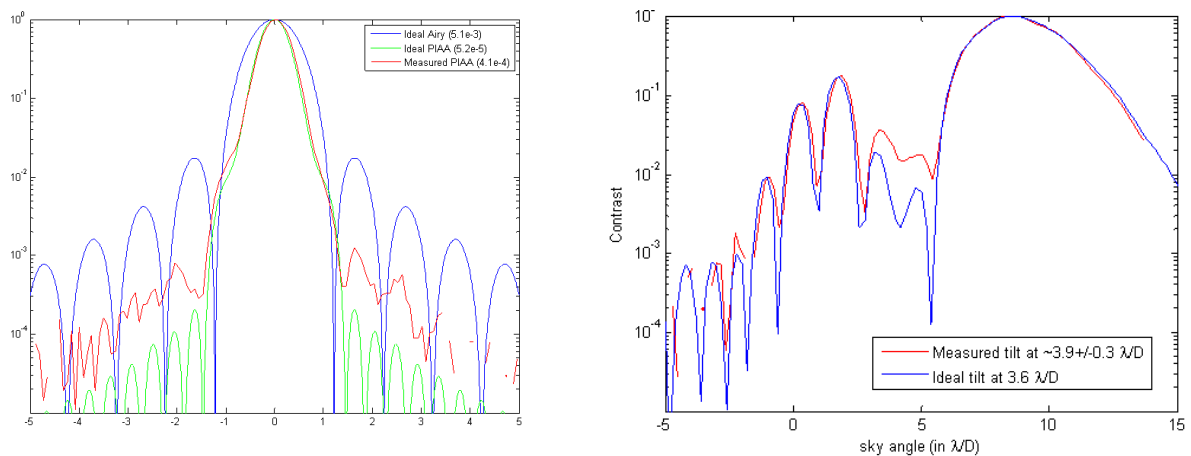 10^0
10^-1
10^-2
10^-3
10^-4
-5 -4 -3 -2 -1 0 1 2 3 4 5
Ideal Airy (5.1e-3)
Ideal PIAA (5.2e-5)
Measured PIAA (4.1e-4)
10^-
10^-1
10^-2
10^-3
10^-4
Contrast
-5 0 5 10 15
sky angle (in λ/D)
Measured tilt at ~3.9+/-0.3 λ/D
Ideal tilt at 3.6 λ/D